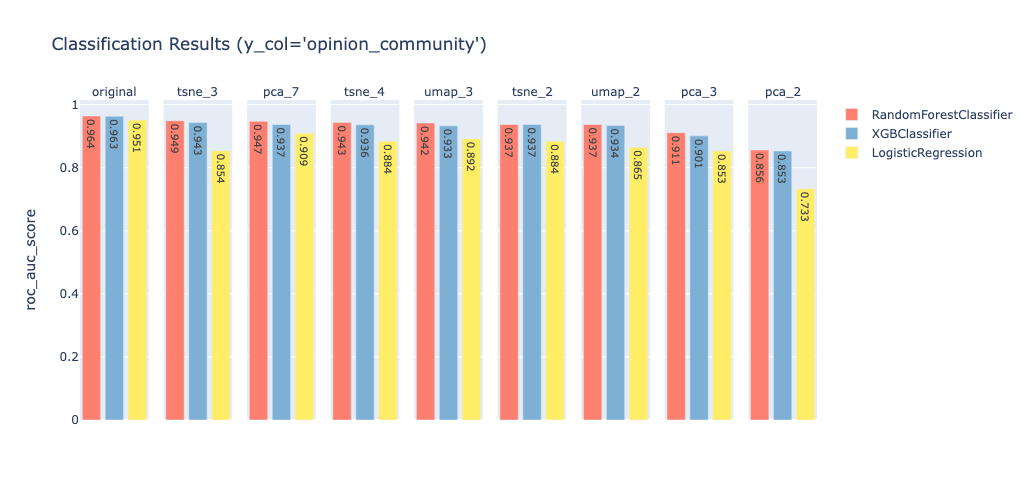 Classification Results (y_col='opinion_community')
original tsne_3 pca_7 tsne_4 umap_3 tsne_2 umap_2 pca_3 pca_2
RandomForestClassifier
XGBClassifier
LogisticRegression
roc_auc_score
1
0.8
0.6
0.4
0.2
0
0.964 0.963 0.951 0.949 0.943 0.854 0.947 0.937 0.909 0.943 0.936 0.884 0.942 0.933 0.892 0.937 0.937 0.884 0.937 0.934 0.865 0.911 0.901 0.853 0.856 0.853 0.733